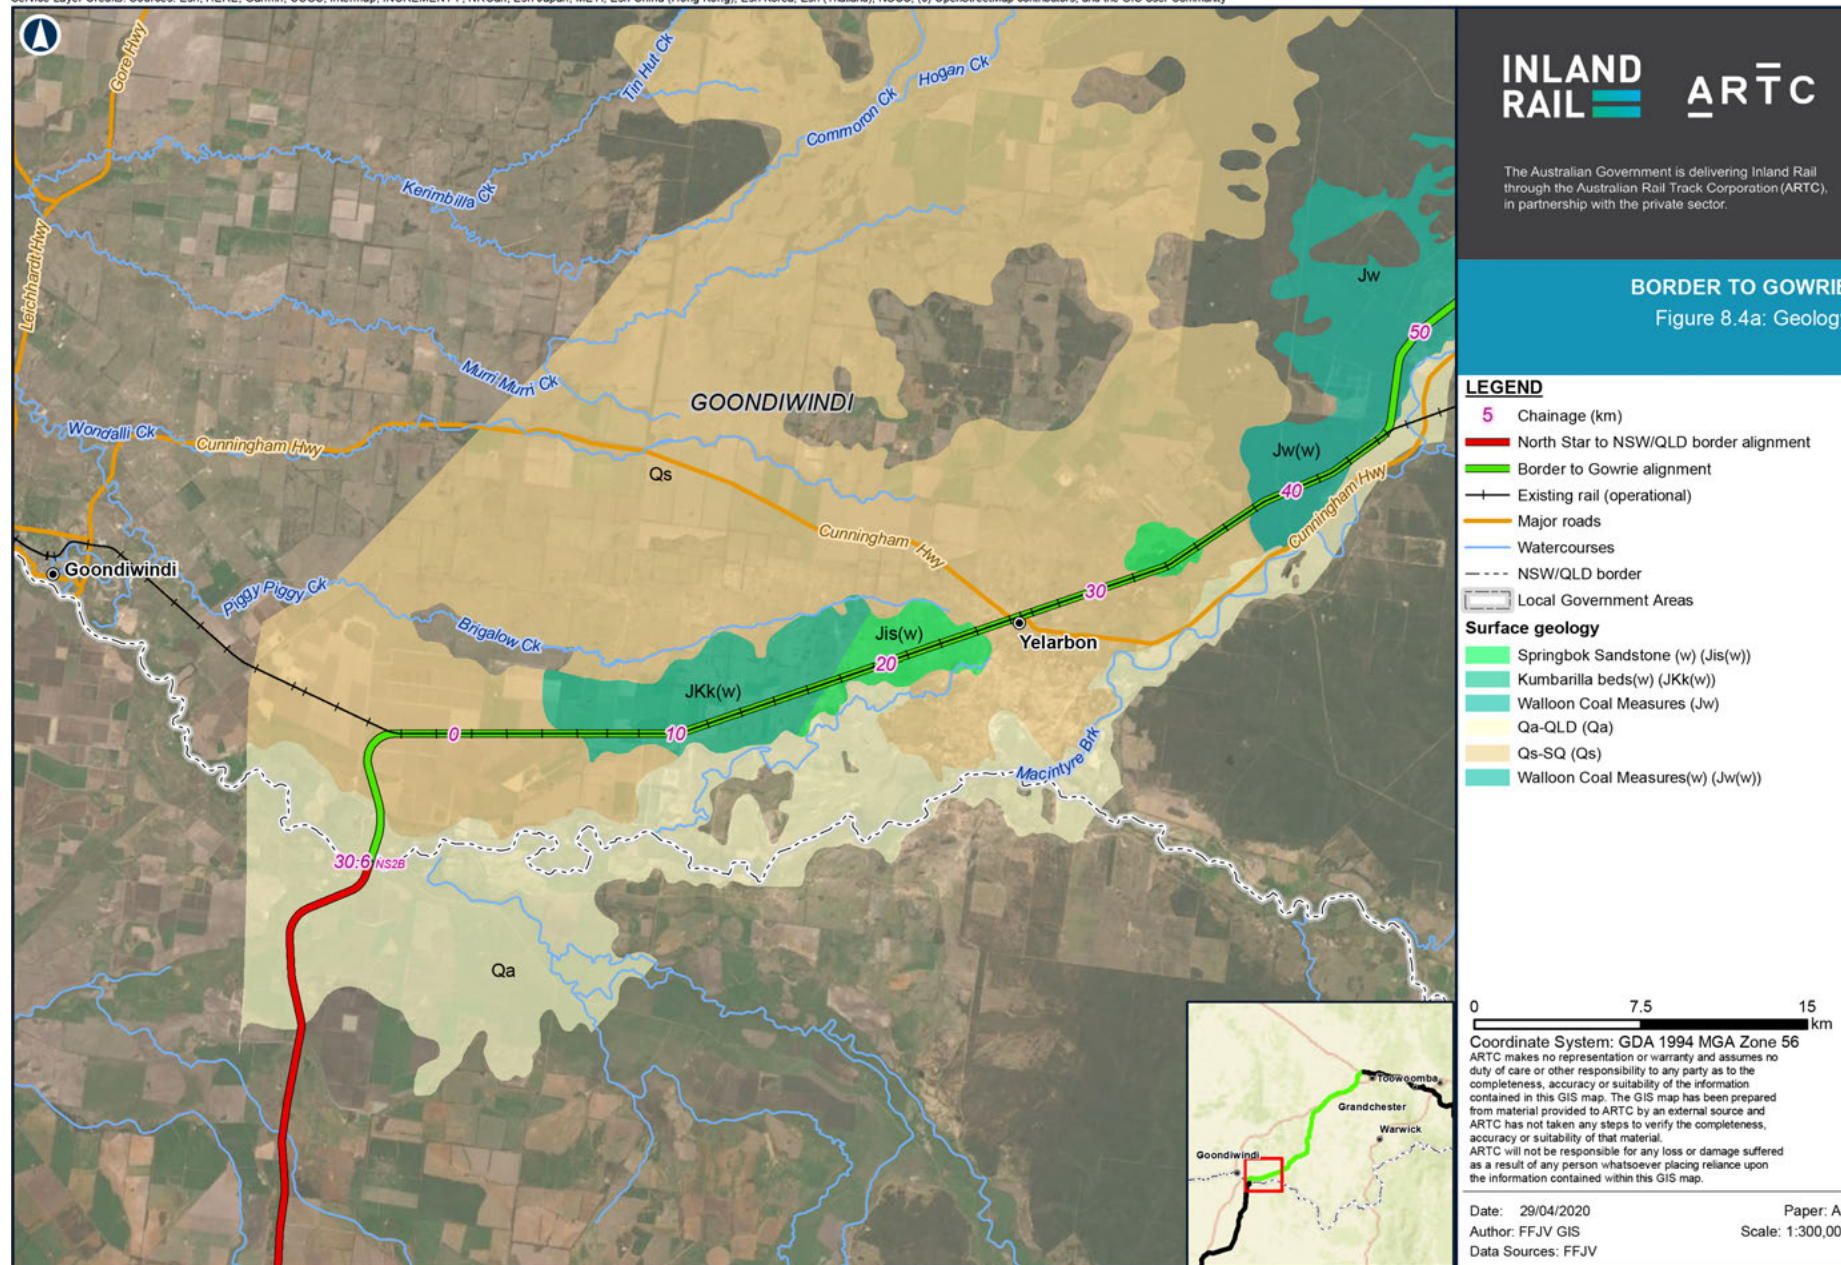 Gore Hwy
Tin Hut Ck
Hogan Ck
Commoron Ck
Kerimbilla Ck
Leichhardt Hwy
Jw
50
Murri Murri Ck
GOONDIWINDI
Wondalli Ck
Cunningham Hwy
Qs
Jw(w)
40
Cunningham Hwy
Cunningham Hwy
Goondiwindi
Piggy Piggy Ck
30
Brigalow Ck
Jis(w)
Yelarbon
20
JKk(w)
0
10
Macintyre Brk
30.6 NS2B
Qa
Toowoomba
Grandchester
Warwick
Goondiwindi
INLAND
RAIL
ARTC
The Australian Government is delivering Inland Rail
through the Australian Rail Track Corporation (ARTC),
in partnership with the private sector.
BORDER TO GOWRIE
Figure 8.4a: Geology
LEGEND
5 Chainage (km)
North Star to NSW/QLD border alignment
Border to Gowrie alignment
Existing rail (operational)
Major roads
Watercourses
NSW/QLD border
Local Government Areas
Surface geology
Springbok Sandstone (w) (Jis(w))
Kumbarilla beds(w) (JKk(w))
Walloon Coal Measures (Jw)
Qa-QLD (Qa)
Qs-SQ (Qs)
Walloon Coal Measures(w) (Jw(w))
0 7.5 15
km
Coordinate System: GDA 1994 MGA Zone 56
ARTC makes no representation or warranty and assumes no
duty of care or other responsibility to any party as to the
completeness, accuracy or suitability of the information
contained in this GIS map. The GIS map has been prepared
from material provided to ARTC by an external source and
ARTC has not taken any steps to verify the completeness,
accuracy or suitability of that material.
ARTC will not be responsible for any loss or damage suffered
as a result of any person whatsoever placing reliance upon
the information contained within this GIS map.
Date: 29/04/2020 Paper: A
Author: FFJV GIS Scale: 1:300,00
Data Sources: FFJV